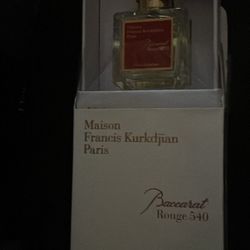 Maison
Francis Kurkdjian
Paris
Baccarat
Rouge 540